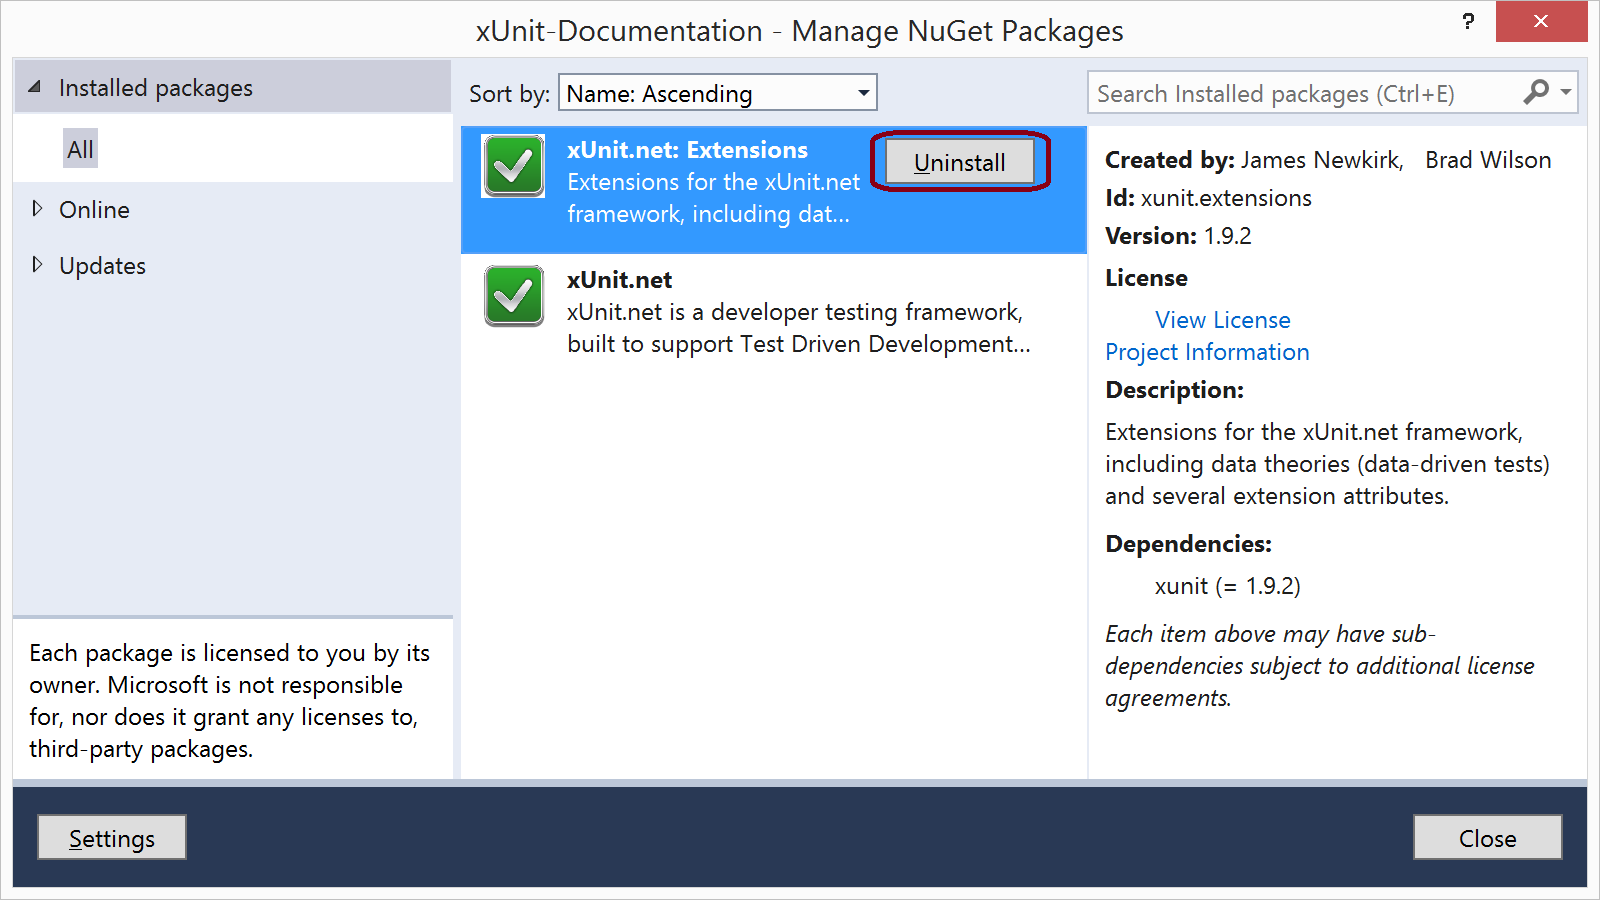 xUnit-Documentation - Manage NuGet Packages
?
Installed packages
All
Online
Updates
Each package is licensed to you by its
owner. Microsoft is not responsible
for, nor does it grant any licenses to,
third-party packages.
Sort by: Name: Ascending
xUnit.net: Extensions
Extensions for the xUnit.net
framework, including dat...
Uninstall
xUnit.net
xUnit.net is a developer testing framework,
built to support Test Driven Development...
Search Installed packages (Ctrl+E)
Created by: James Newkirk, Brad Wilson
Id: xunit.extensions
Version: 1.9.2
License
View License
Project Information
Description:
Extensions for the xUnit.net framework,
including data theories (data-driven tests)
and several extension attributes.
Dependencies:
xunit (= 1.9.2)
Each item above may have sub-
dependencies subject to additional license
agreements.
Settings
Close